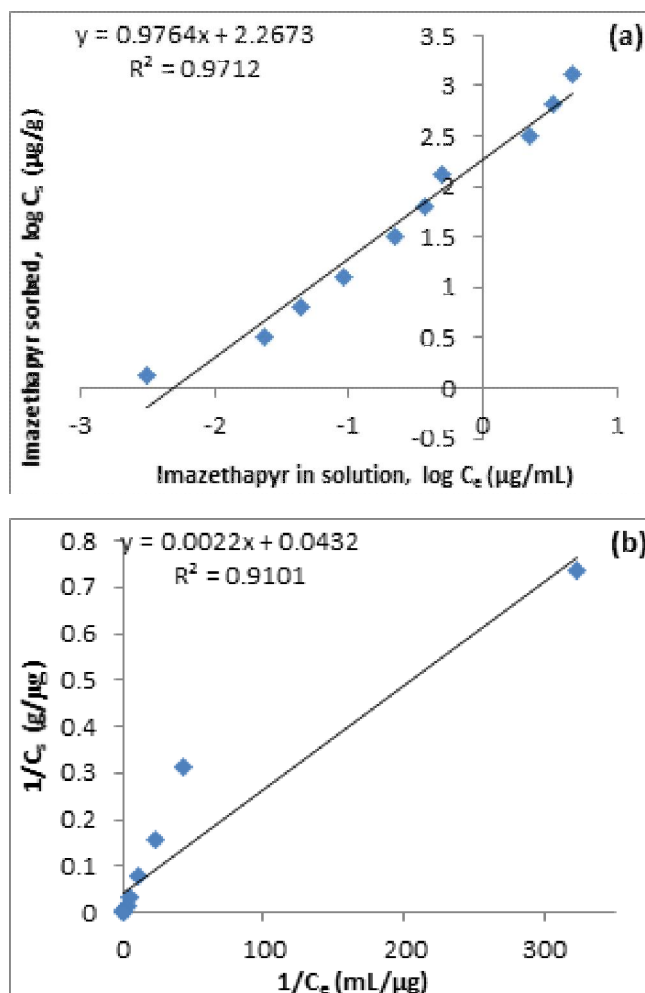 y = 0.9764x + 2.2673
R² = 0.9712
(a)
3.5
3
2.5
2
1.5
1
0.5
0
-0.5
-3
-2
-1
0
1
Imazethapyr sorbed, log Cs (µg/g)
Imazethapyr in solution, log Ce (µg/mL)
y = 0.0022x + 0.0432
R² = 0.9101
(b)
0.8
0.7
0.6
0.5
0.4
0.3
0.2
0.1
0
0
100
200
300
1/Cs (g/µg)
1/Ce (mL/µg)